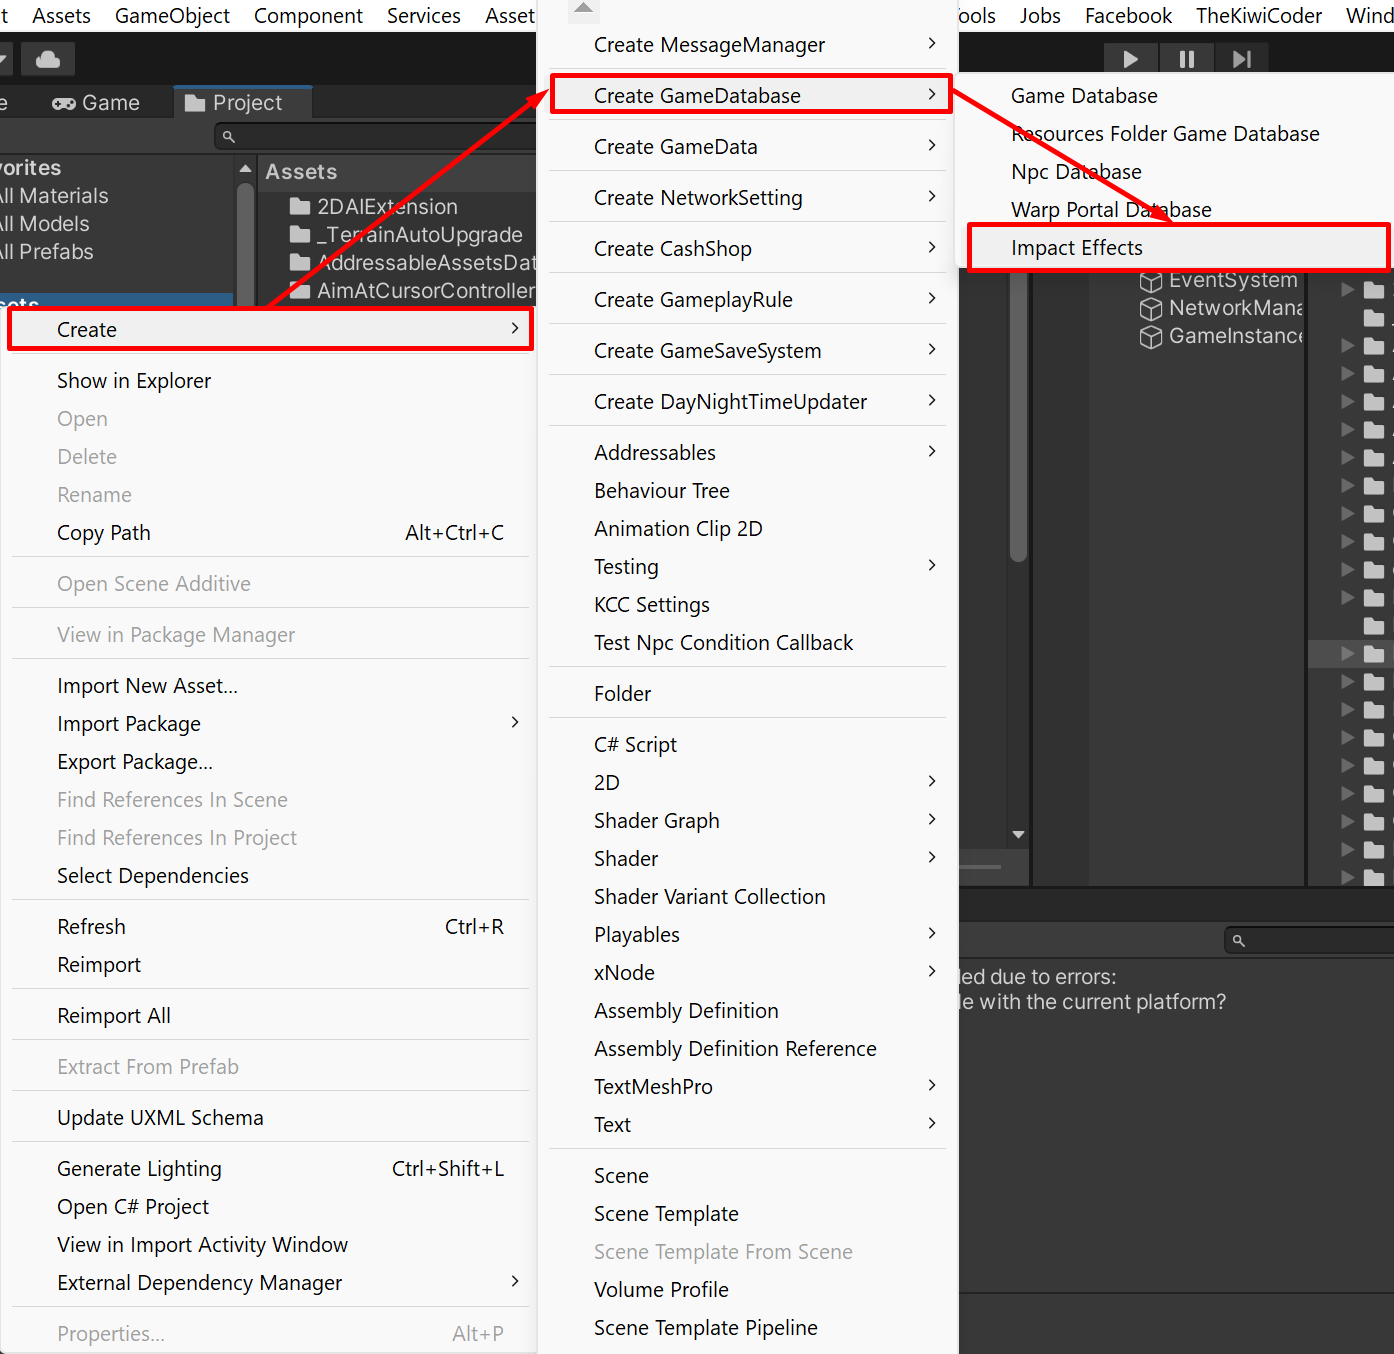 t Assets GameObject Component Services Asset
ools Jobs Facebook TheKiwiCoder Wind
e Game Project
vorites
All Materials
All Models
All Prefabs
sets
Assets
2DAIExtension
_TerrainAutoUpgrade
AddressableAssetsDat
AimAtCursorController
Create
Show in Explorer
Open
Delete
Rename
Copy Path Alt+Ctrl+C
Open Scene Additive
View in Package Manager
Import New Asset...
Import Package
Export Package...
Find References In Scene
Find References In Project
Select Dependencies
Refresh Ctrl+R
Reimport
Reimport All
Extract From Prefab
Update UXML Schema
Generate Lighting Ctrl+Shift+L
Open C# Project
View in Import Activity Window
External Dependency Manager
Properties... Alt+P
Create MessageManager
Create GameDatabase
Create GameData
Create NetworkSetting
Create CashShop
Create GameplayRule
Create GameSaveSystem
Create DayNightTimeUpdater
Addressables
Behaviour Tree
Animation Clip 2D
Testing
KCC Settings
Test Npc Condition Callback
Folder
C# Script
2D
Shader Graph
Shader
Shader Variant Collection
Playables
xNode
Assembly Definition
Assembly Definition Reference
TextMeshPro
Text
Scene
Scene Template
Scene Template From Scene
Volume Profile
Scene Template Pipeline
Game Database
Resources Folder Game Database
Npc Database
Warp Portal Database
Impact Effects
EventSystem
NetworkMana
GameInstance
led due to errors:
le with the current platform?